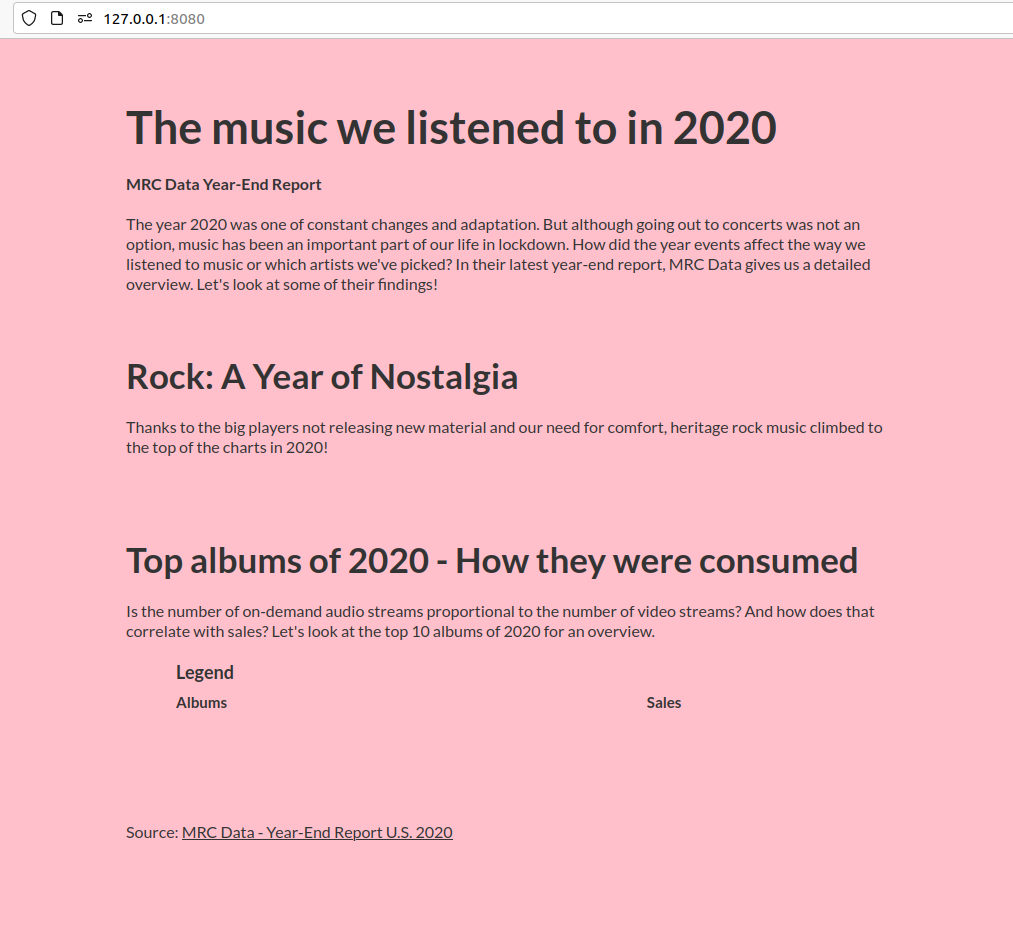 127.0.0.1:8080
The music we listened to in 2020
MRC Data Year-End Report
The year 2020 was one of constant changes and adaptation. But although going out to concerts was not an
option, music has been an important part of our life in lockdown. How did the year events affect the way we
listened to music or which artists we've picked? In their latest year-end report, MRC Data gives us a detailed
overview. Let's look at some of their findings!
Rock: A Year of Nostalgia
Thanks to the big players not releasing new material and our need for comfort, heritage rock music climbed to
the top of the charts in 2020!
Top albums of 2020 - How they were consumed
Is the number of on-demand audio streams proportional to the number of video streams? And how does that
correlate with sales? Let's look at the top 10 albums of 2020 for an overview.
Legend
Albums Sales
Source: MRC Data - Year-End Report U.S. 2020